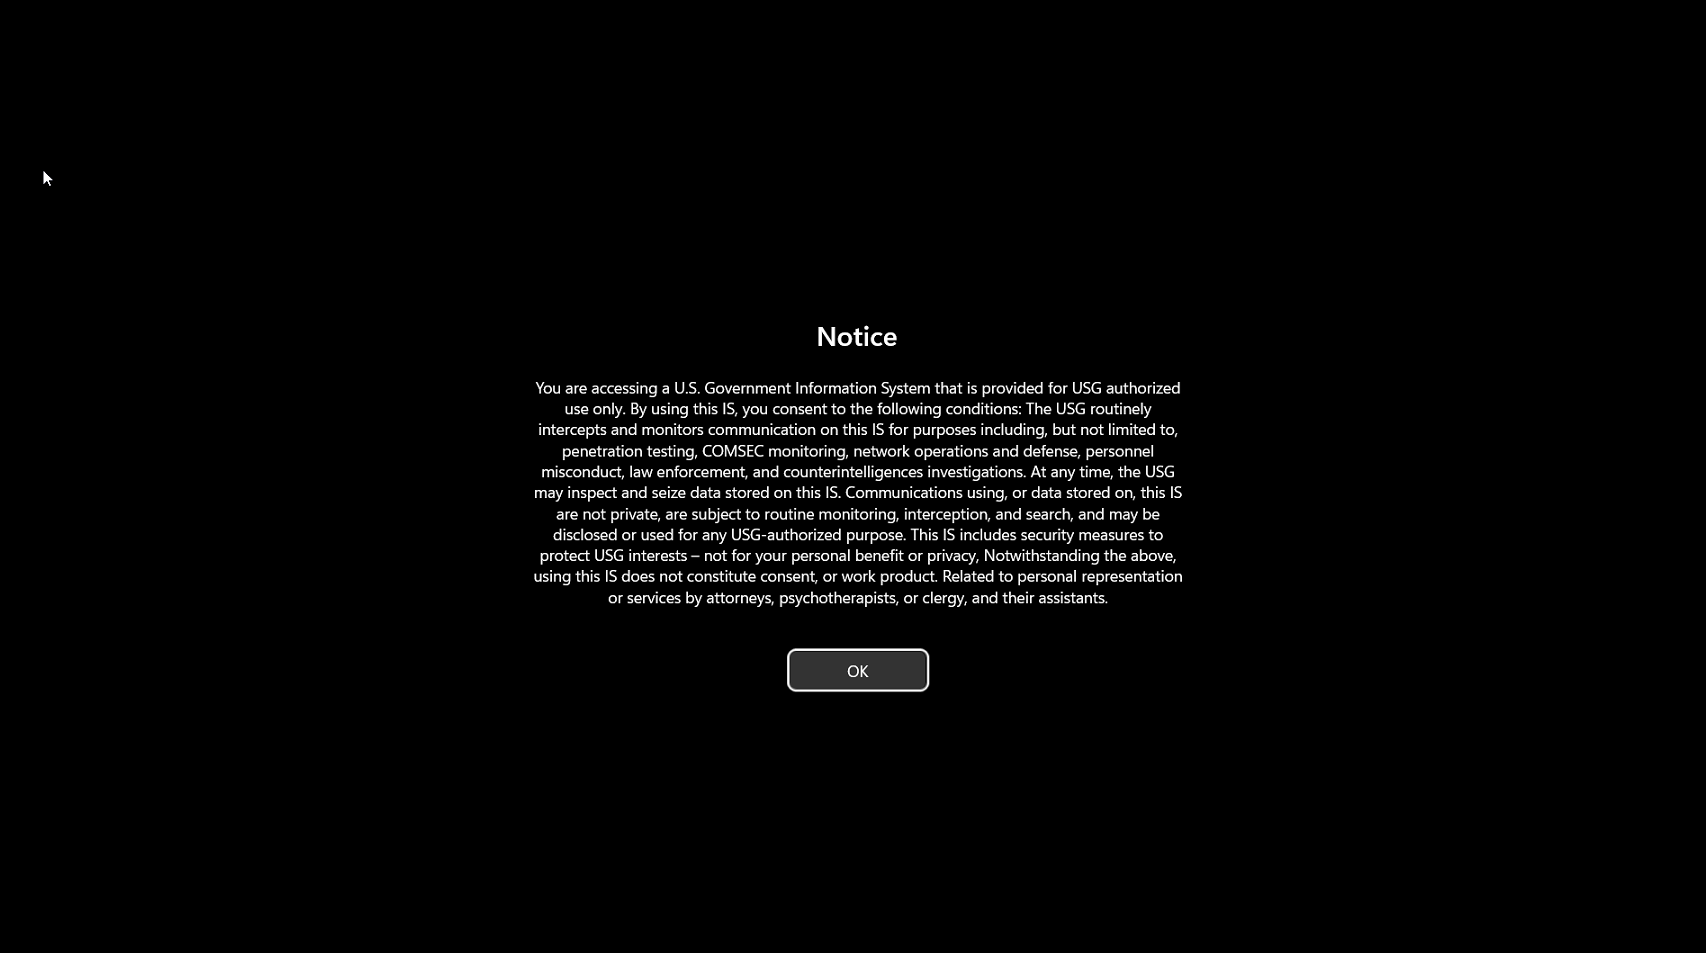 Notice
You are accessing a U.S. Government Information System that is provided for USG authorized
use only. By using this IS, you consent to the following conditions: The USG routinely
intercepts and monitors communication on this IS for purposes including, but not limited to,
penetration testing, COMSEC monitoring, network operations and defense, personnel
misconduct, law enforcement, and counterintelligences investigations. At any time, the USG
may inspect and seize data stored on this IS. Communications using, or data stored on, this IS
are not private, are subject to routine monitoring, interception, and search, and may be
disclosed or used for any USG-authorized purpose. This IS includes security measures to
protect USG interests – not for your personal benefit or privacy, Notwithstanding the above,
using this IS does not constitute consent, or work product. Related to personal representation
or services by attorneys, psychotherapists, or clergy, and their assistants.
OK